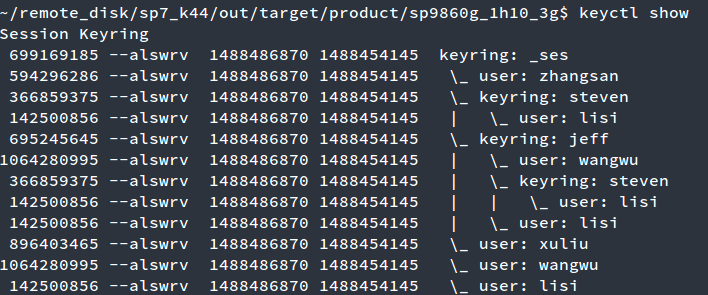 ~/remote_disk/sp7_k44/out/target/product/sp9860g_1h10_3g$ keyctl show
Session Keyring
 699169185 --alswrv  1488486870 1488454145  keyring: _ses
 594296286 --alswrv  1488486870 1488454145   \_ user: zhangsan
 366859375 --alswrv  1488486870 1488454145   \_ keyring: steven
 142500856 --alswrv  1488486870 1488454145   |   \_ user: lisi
 695245645 --alswrv  1488486870 1488454145   \_ keyring: jeff
1064280995 --alswrv  1488486870 1488454145   |   \_ user: wangwu
 366859375 --alswrv  1488486870 1488454145   |   \_ keyring: steven
 142500856 --alswrv  1488486870 1488454145   |   |   \_ user: lisi
 142500856 --alswrv  1488486870 1488454145   |   \_ user: lisi
 896403465 --alswrv  1488486870 1488454145   \_ user: xuliu
1064280995 --alswrv  1488486870 1488454145   \_ user: wangwu
 142500856 --alswrv  1488486870 1488454145   \_ user: lisi